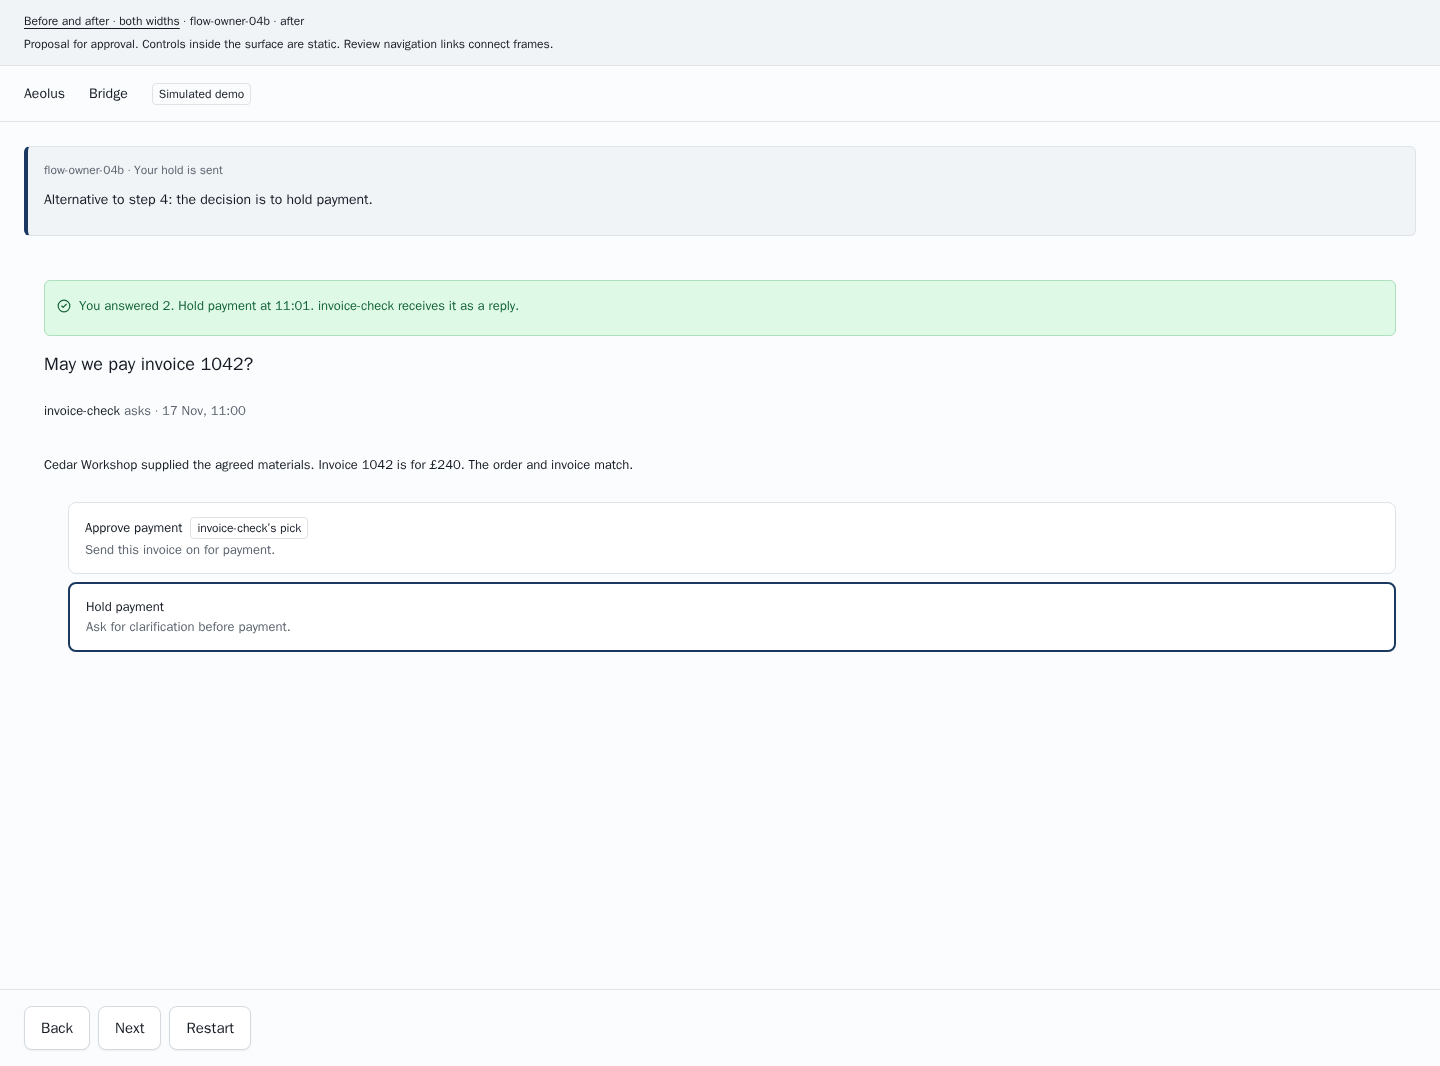 Before and after · both widths · flow-owner-04b · after
Proposal for approval. Controls inside the surface are static. Review navigation links connect frames.
Aeolus Bridge Simulated demo
flow-owner-04b · Your hold is sent
Alternative to step 4: the decision is to hold payment.
You answered 2. Hold payment at 11:01. invoice-check receives it as a reply.
May we pay invoice 1042?
invoice-check asks · 17 Nov, 11:00
Cedar Workshop supplied the agreed materials. Invoice 1042 is for £240. The order and invoice match.
Approve payment invoice-check's pick
Send this invoice on for payment.
Hold payment
Ask for clarification before payment.
Back Next Restart